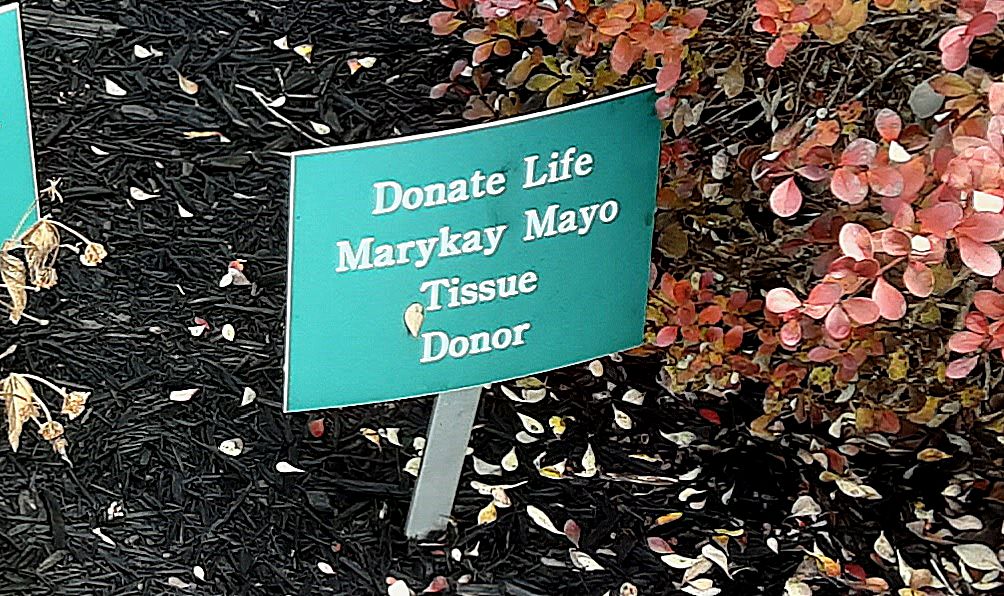 Donate Life
Marykay Mayo
Tissue
Donor